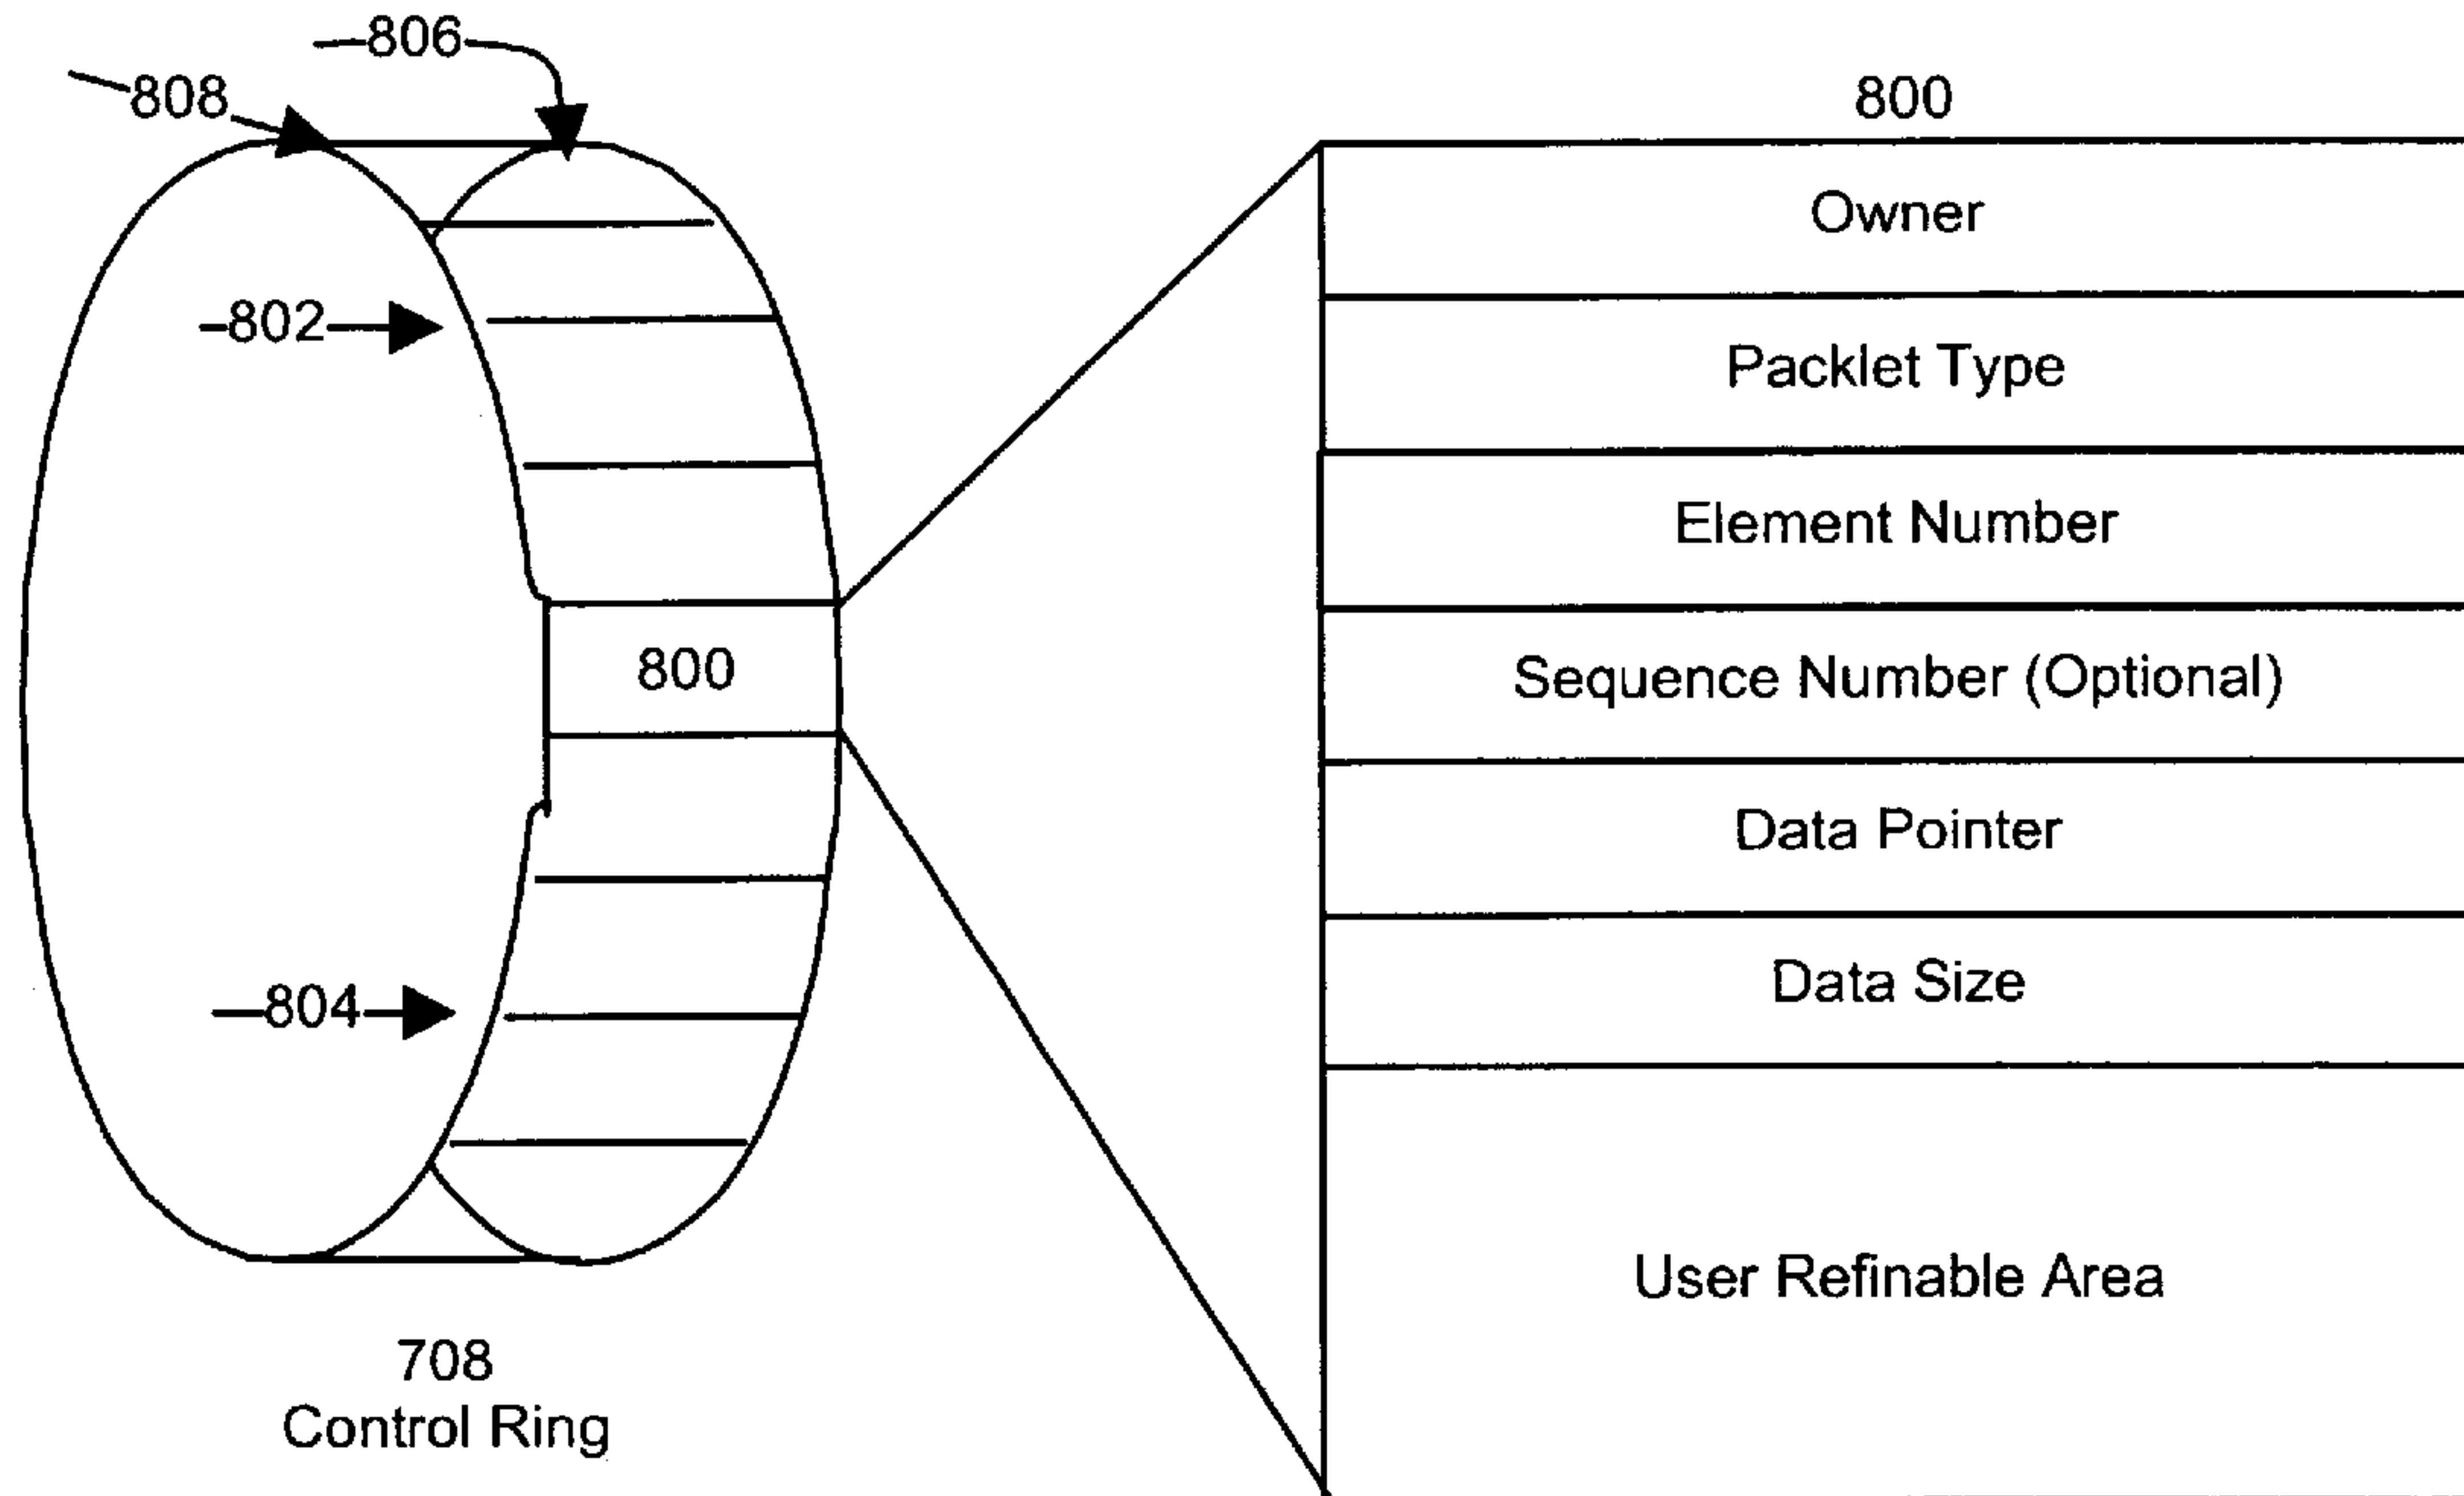 806
808
802
800
804
708
Control Ring
800
Owner
Packlet Type
Element Number
Sequence Number (Optional)
Data Pointer
Data Size
User Refinable Area